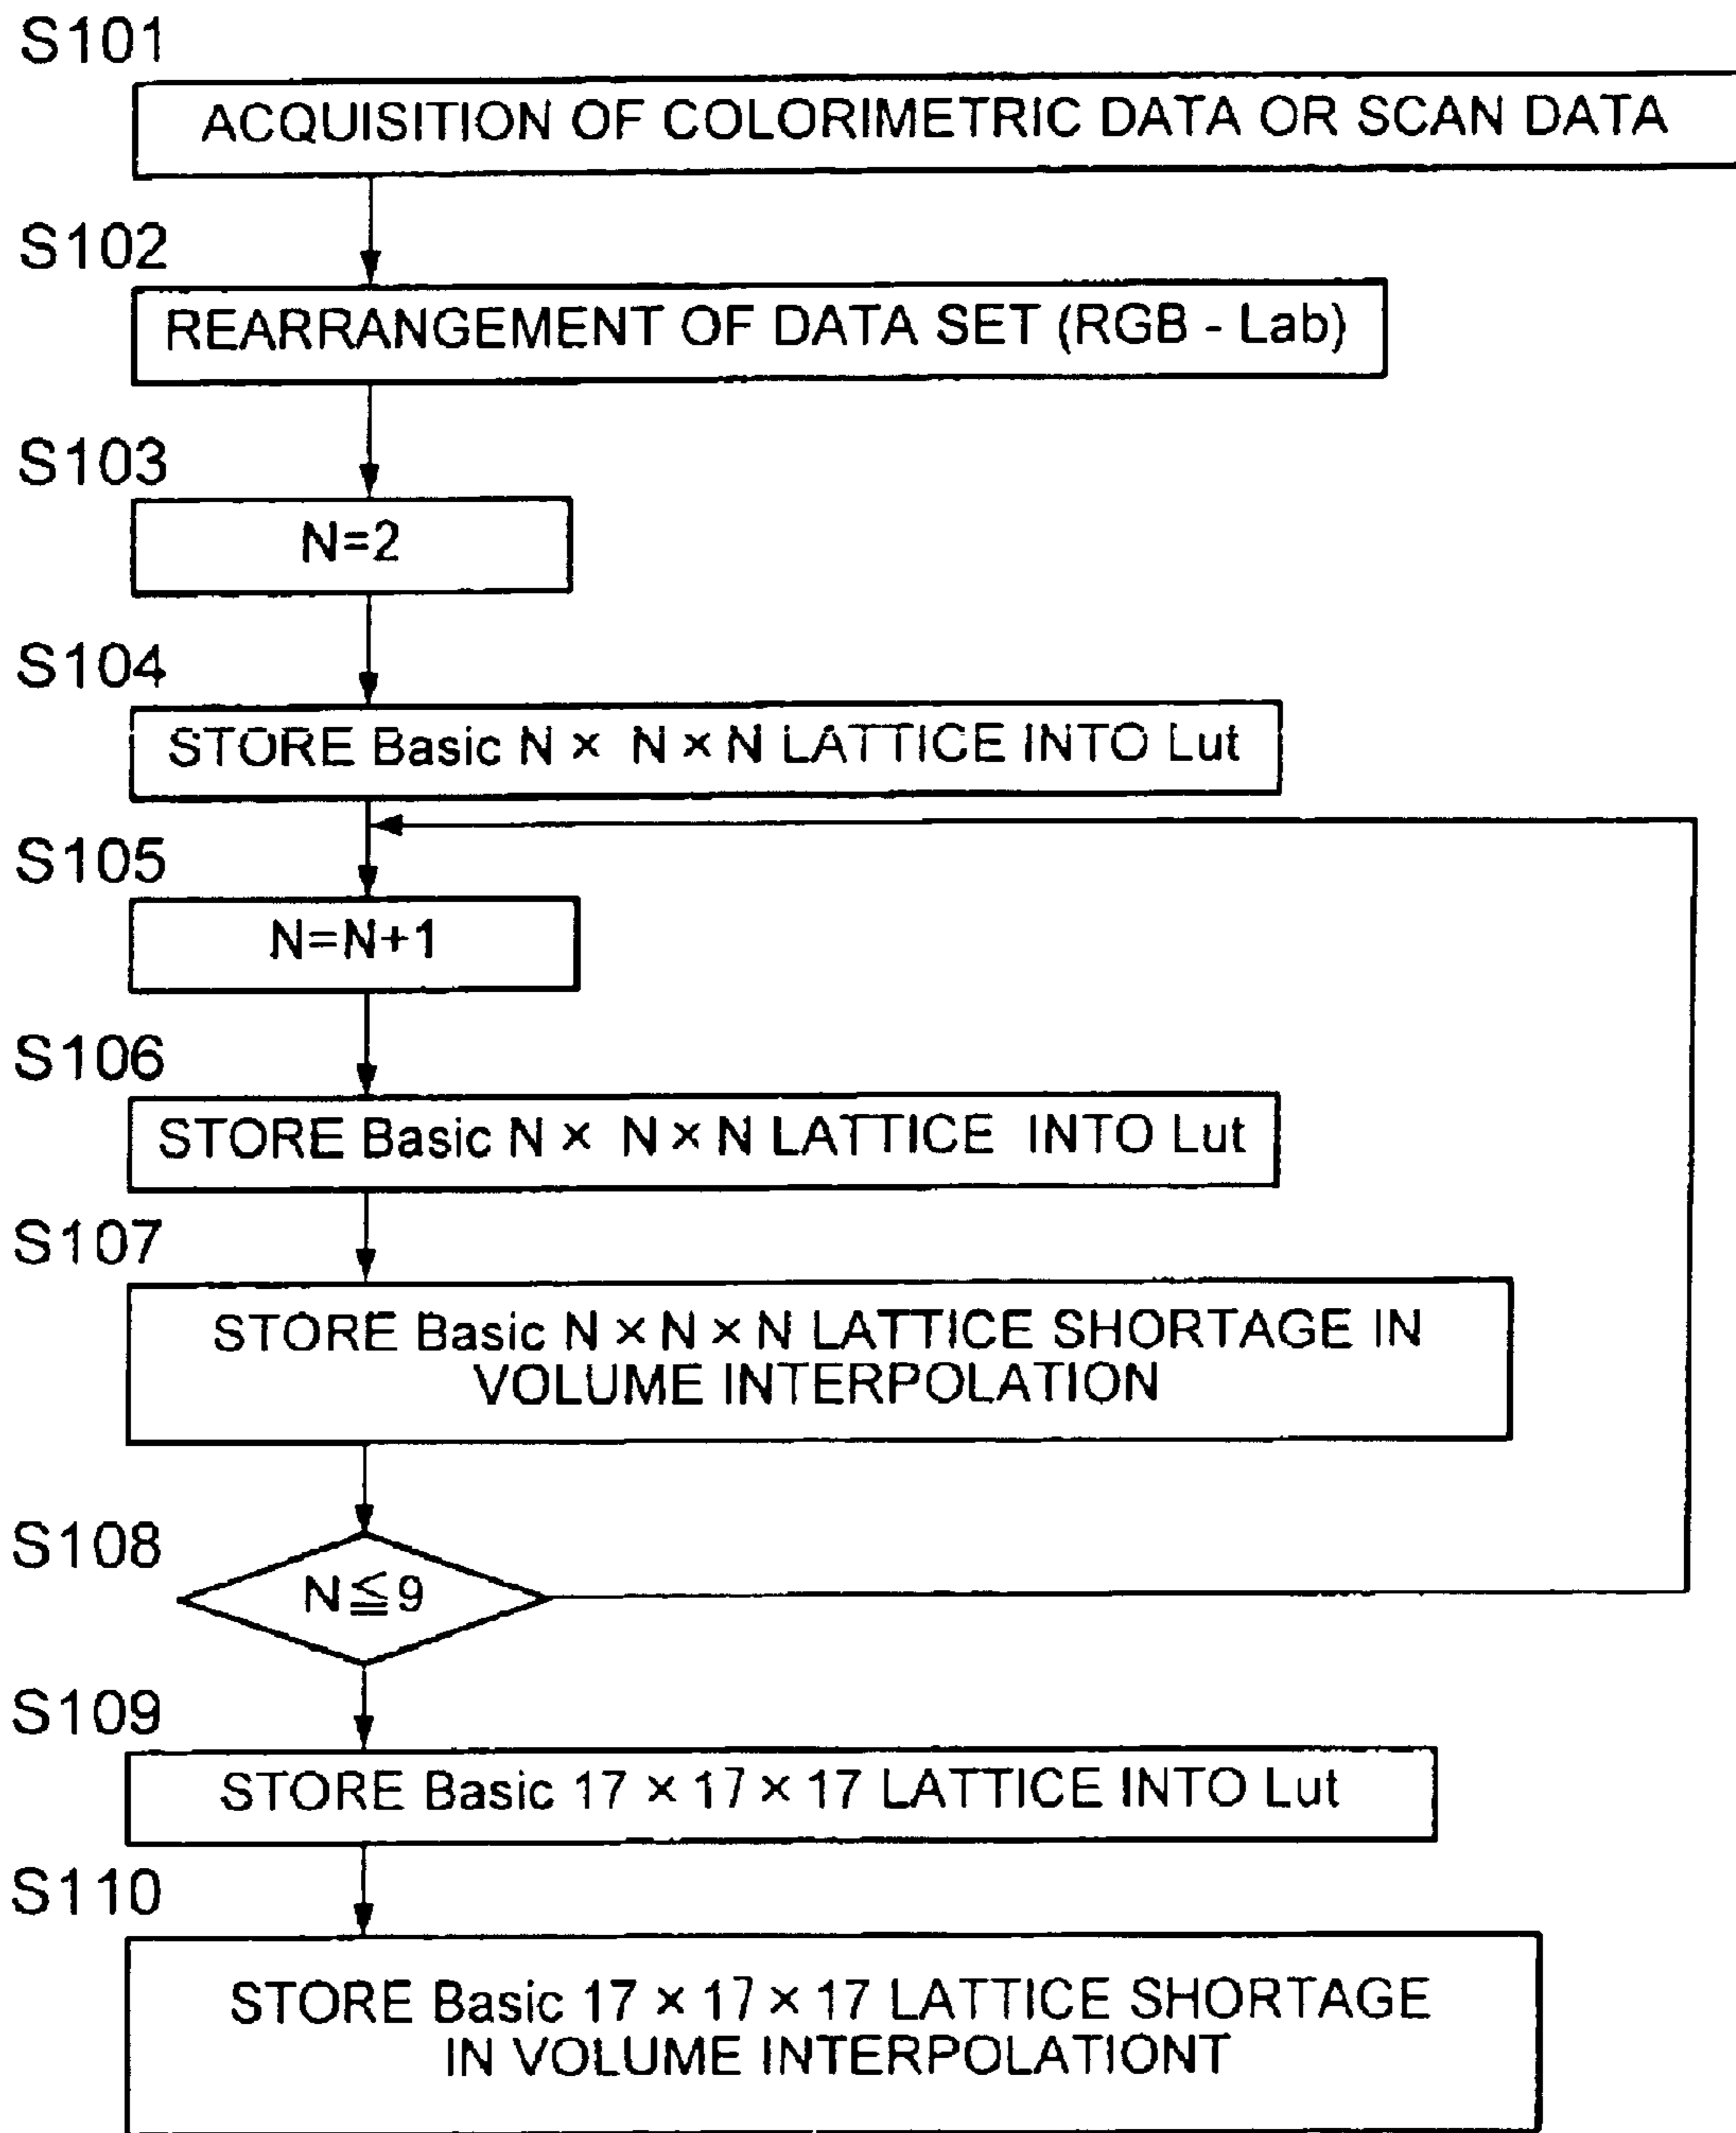 S101
ACQUISITION OF COLORIMETRIC DATA OR SCAN DATA
S102
REARRANGEMENT OF DATA SET (RGB - Lab)
S103
N=2
S104
STORE Basic N × N × N LATTICE INTO Lut
S105
N=N+1
S106
STORE Basic N × N × N LATTICE INTO Lut
S107
STORE Basic N × N × N LATTICE SHORTAGE IN
VOLUME INTERPOLATION
S108
N≦9
S109
STORE Basic 17 × 17 × 17 LATTICE INTO Lut
S110
STORE Basic 17 × 17 × 17 LATTICE SHORTAGE
IN VOLUME INTERPOLATIONT